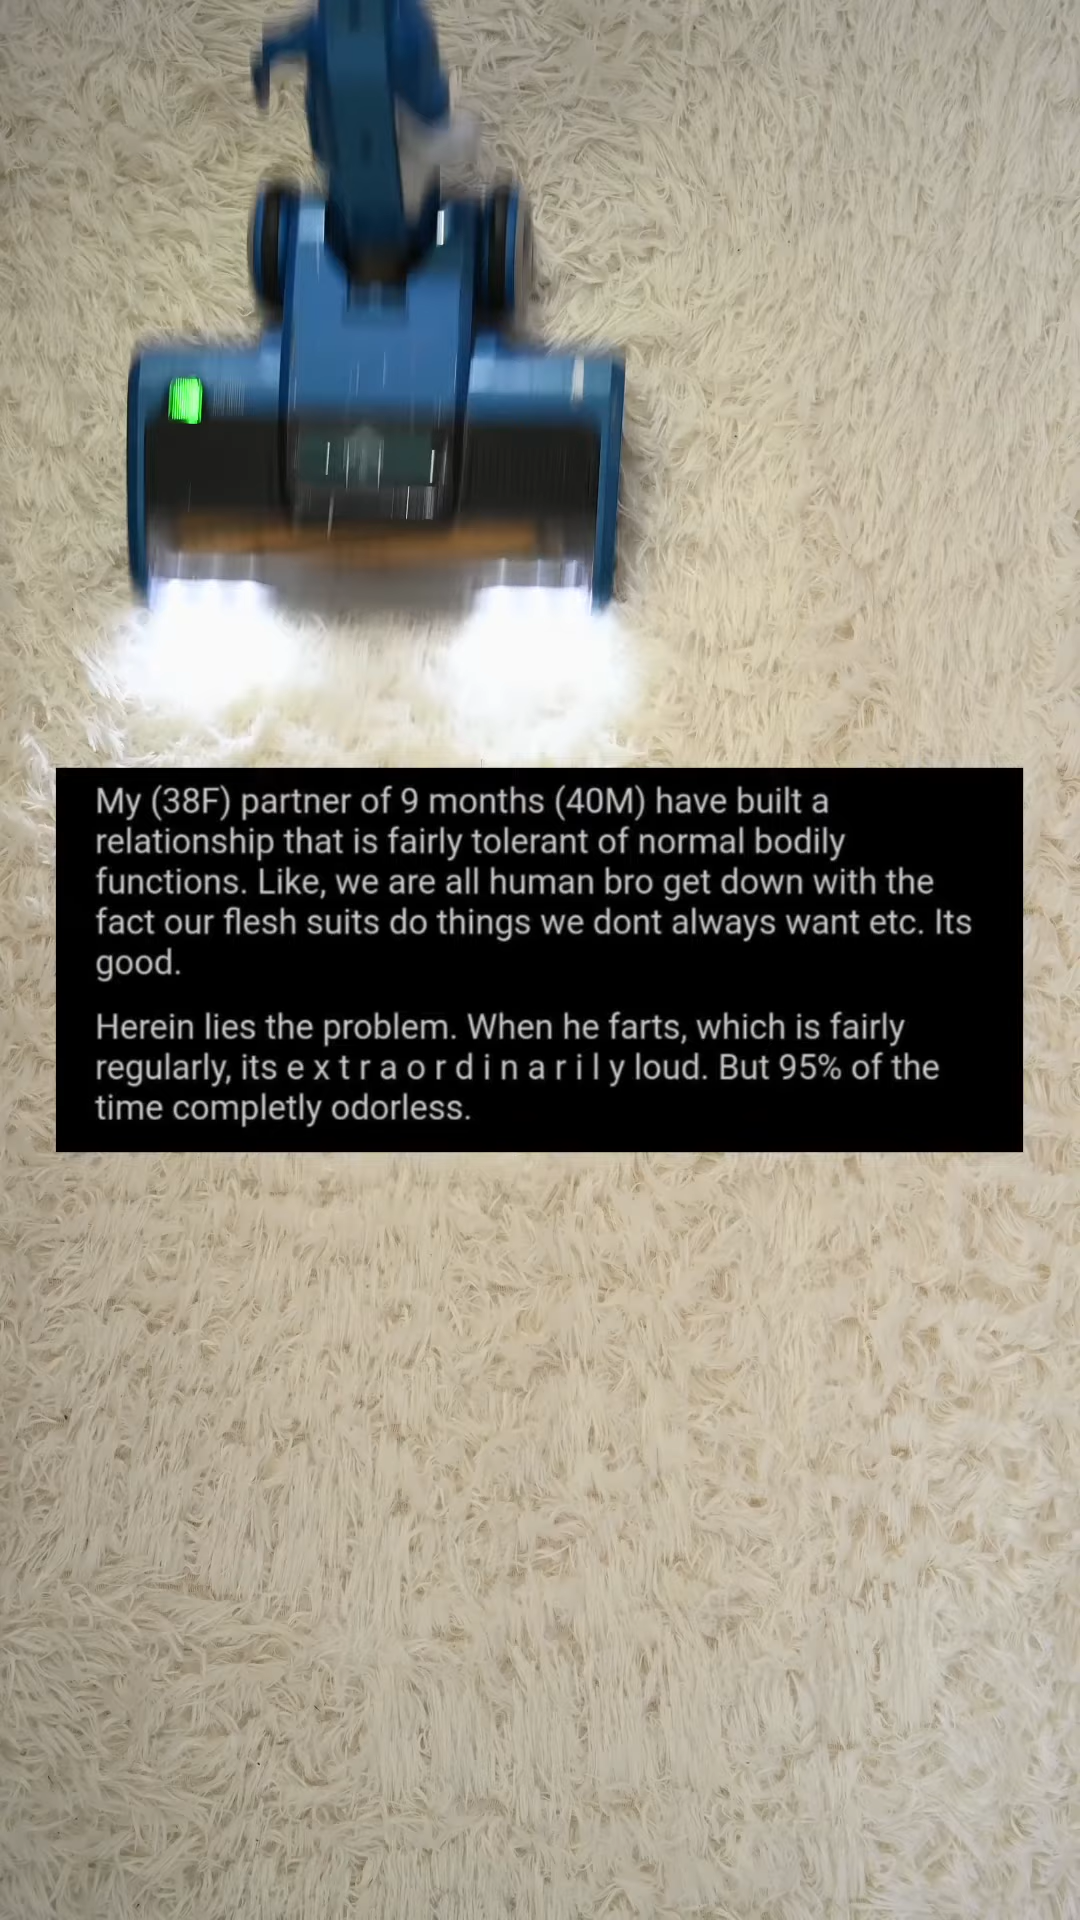 My (38F) partner of 9 months (40M) have built a
relationship that is fairly tolerant of normal bodily
functions. Like, we are all human bro get down with the
fact our flesh suits do things we dont always want etc. Its
good.
Herein lies the problem. When he farts, which is fairly
regularly, its e x t r a o r d i n a r i l y loud. But 95% of the
time completly odorless.